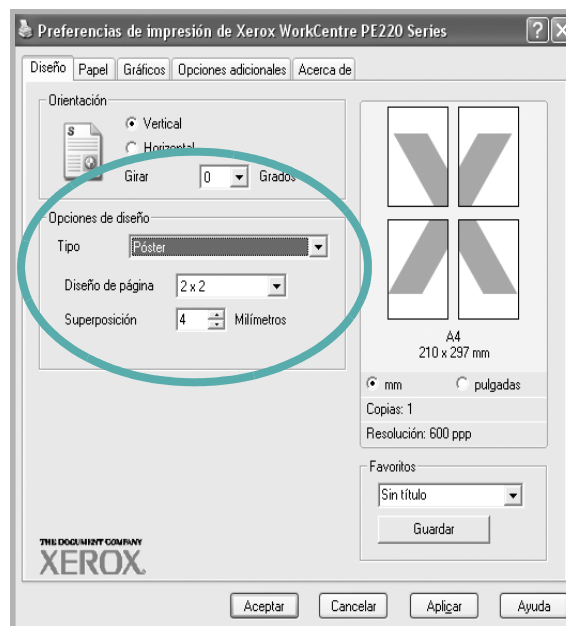 Preferencias de impresión de Xerox WorkCentre PE220 Series
Diseño Papel Gráficos Opciones adicionales Acerca de
Orientación
S
Vertical
Horizontal
Girar 0 Grados
Opciones de diseño
Tipo Póster
Diseño de página 2 x 2
Superposición 4 Milímetros
A4
210 x 297 mm
mm pulgadas
Copias: 1
Resolución: 600 ppp
Favoritos
Sin título
Guardar
THE DOCUMENT COMPANY
XEROX.
Aceptar Cancelar Aplicar Ayuda